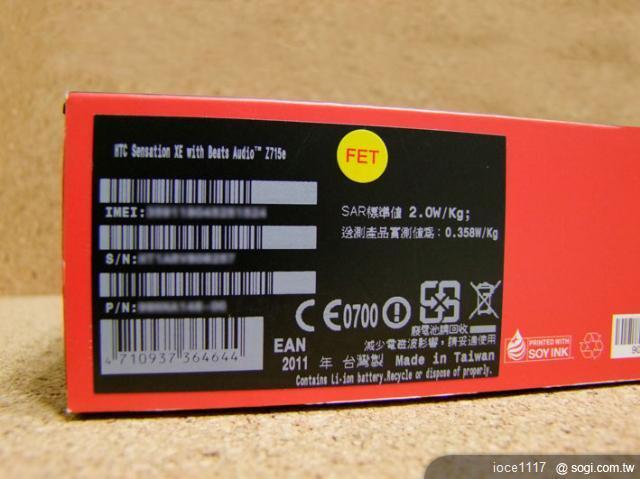 HTC Sensation XE with Beats Audio™ Z715e
FET
IMEI:
SAR標準值 2.0W/Kg;
送測產品實測值為: 0.358W/Kg
S/N:
P/N:
CE0700
廢電池請回收
4 710937 364644
EAN
減少電磁波影響，請妥適使用
2011 年 台灣製 Made in Taiwan
Contains Li-ion battery.Recycle or dispose of properly.
PRINTED WITH
SOY INK
ioce1117 @ sogi.com.tw